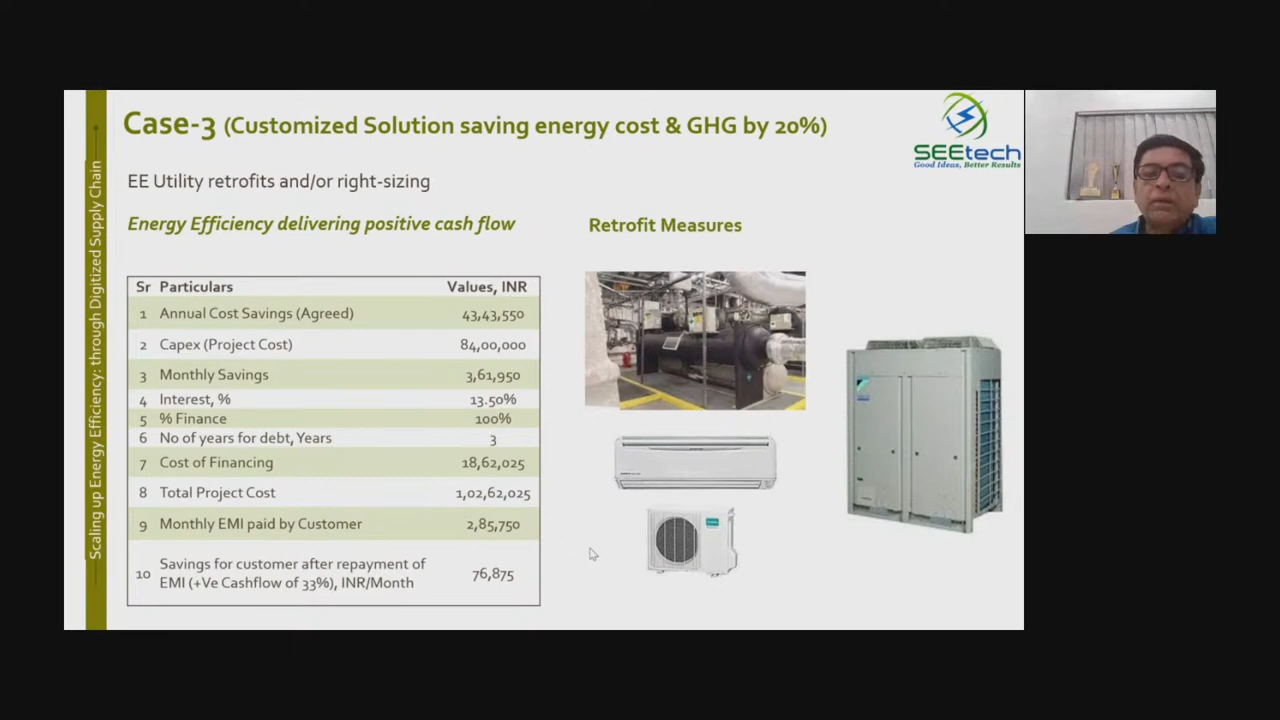 Case-3 (Customized Solution saving energy cost & GHG by 20%)
SEEtech
Good Ideas, Better Results
Scaling up Energy Efficiency: through Digitized Supply Chain
EE Utility retrofits and/or right-sizing
Energy Efficiency delivering positive cash flow
Retrofit Measures
Sr Particulars Values, INR
1 Annual Cost Savings (Agreed) 43,43,550
2 Capex (Project Cost) 84,00,000
3 Monthly Savings 3,61,950
4 Interest, % 13.50%
5 % Finance 100%
6 No of years for debt, Years 3
7 Cost of Financing 18,62,025
8 Total Project Cost 1,02,62,025
9 Monthly EMI paid by Customer 2,85,750
10 Savings for customer after repayment of
EMI (+Ve Cashflow of 33%), INR/Month 76,875